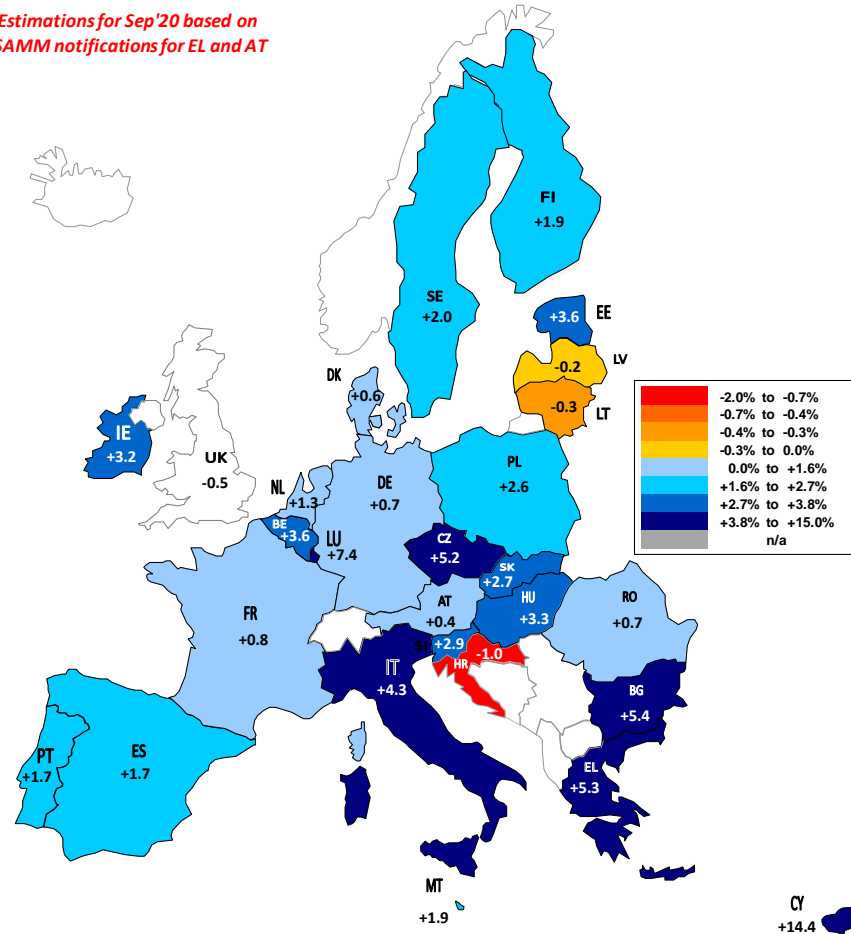 Estimations for Sep'20 based on
SAMM notifications for EL and AT
FI
+1.9
SE
+2.0
+3.6
EE
LV
-0.2
DK
+0.6
-0.3
LT
-2.0% to -0.7%
-0.7% to -0.4%
-0.4% to -0.3%
-0.3% to 0.0%
0.0% to +1.6%
+1.6% to +2.7%
+2.7% to +3.8%
+3.8% to +15.0%
n/a
IE
+3.2
UK
-0.5
NL
+1.3
DE
+0.7
PL
+2.6
BE
+3.6
LU
+7.4
CZ
+5.2
SK
+2.7
AT
+0.4
HU
+3.3
RO
+0.7
FR
+0.8
SI
+2.9
HR
-1.0
IT
+4.3
BG
+5.4
PT
+1.7
ES
+1.7
EL
+5.3
MT
+1.9
CY
+14.4